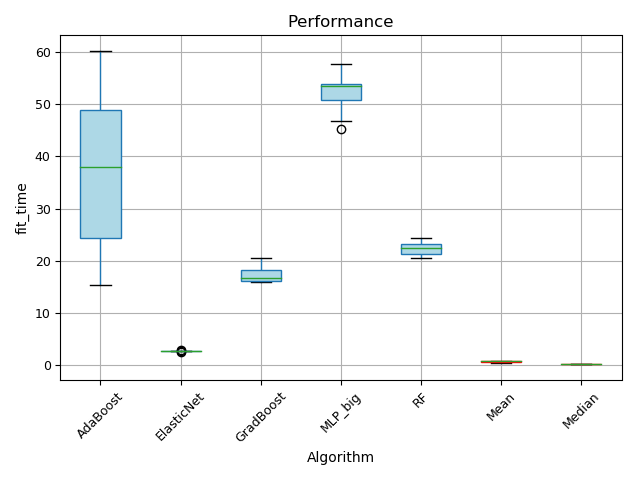 Performance
fit_time
60
50
40
30
20
10
0
AdaBoost
ElasticNet
GradBoost
MLP_big
RF
Mean
Median
Algorithm